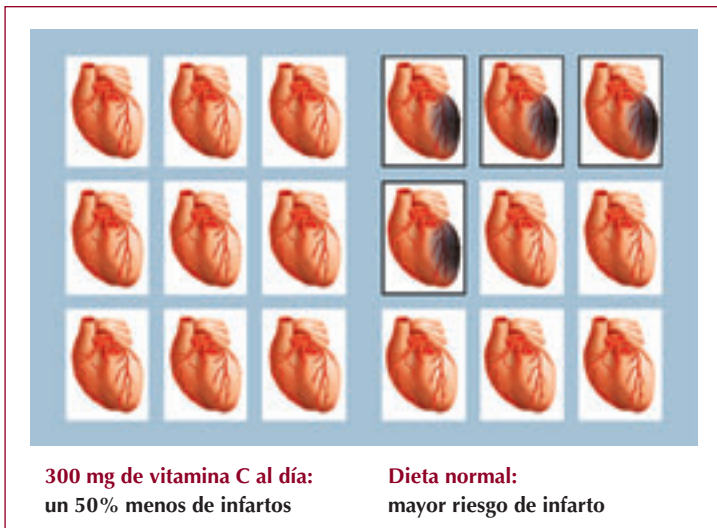 300 mg de vitamina C al día:
un 50% menos de infartos
Dieta normal:
mayor riesgo de infarto